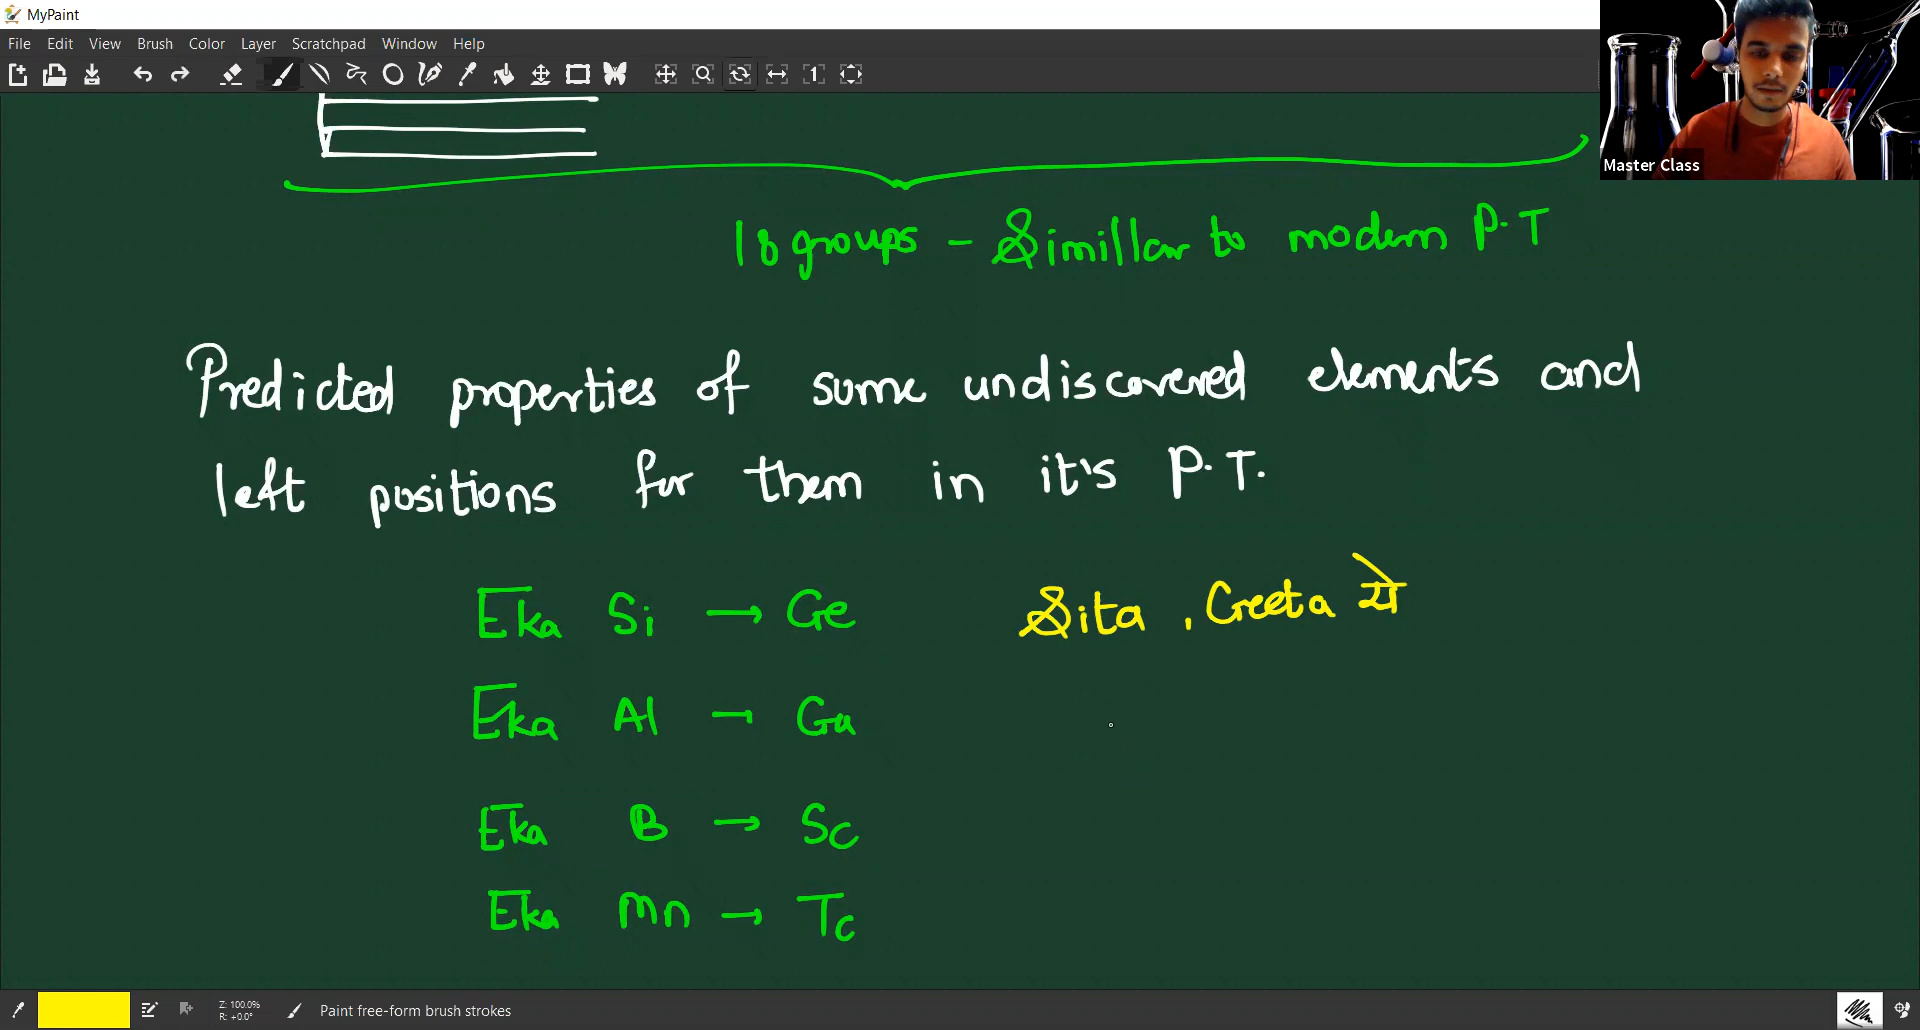 MyPaint
File Edit View Brush Color Layer Scratchpad Window Help
Master Class
18 groups - Simillar to modern P.T
Predicted properties of some undiscovered elements and
left positions for them in it's P.T.
Eka Si → Ge
Sita , Geeta ये
Eka Al - Ga
Eka B → Sc
Eka Mn → Tc
Z: 100.0%
R: +0.0°
Paint free-form brush strokes